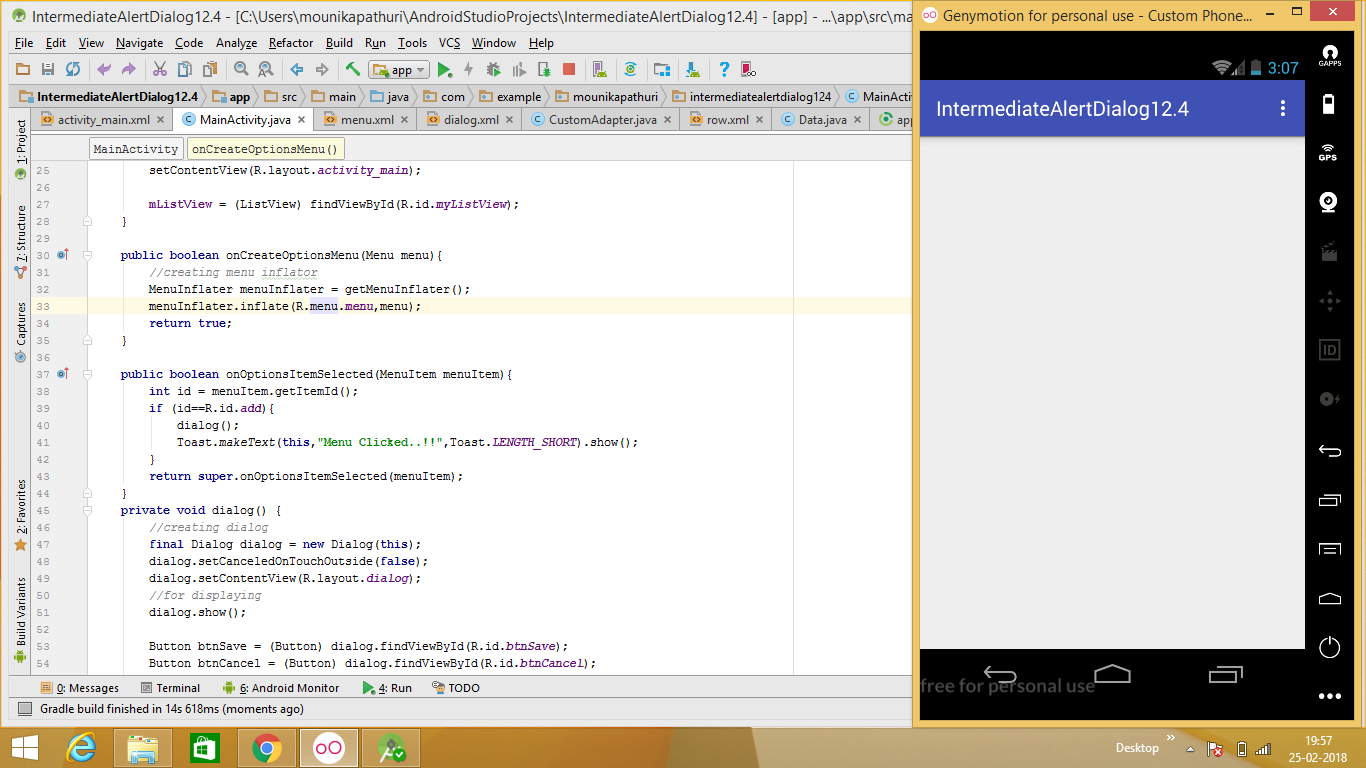 IntermediateAlertDialog12.4 - [C:\Users\mounikapathuri\AndroidStudioProjects\IntermediateAlertDialog12.4] - [app] - ...\app\src\ma
File Edit View Navigate Code Analyze Refactor Build Run Tools VCS Window Help
app
IntermediateAlertDialog12.4 app src main java com example mounikapathuri intermediatealertdialog124 MainActi
activity_main.xml MainActivity.java menu.xml dialog.xml CustomAdapter.java row.xml Data.java app
MainActivity onCreateOptionsMenu()
1: Project
7: Structure
Captures
2: Favorites
Build Variants
25 setContentView(R.layout.activity_main);
26
27 mListView = (ListView) findViewById(R.id.myListView);
28 }
29
30 public boolean onCreateOptionsMenu(Menu menu){
31 //creating menu inflator
32 MenuInflater menuInflater = getMenuInflater();
33 menuInflater.inflate(R.menu.menu,menu);
34 return true;
35 }
36
37 public boolean onOptionsItemSelected(MenuItem menuItem){
38 int id = menuItem.getItemId();
39 if (id==R.id.add){
40 dialog();
41 Toast.makeText(this,"Menu Clicked..!!",Toast.LENGTH_SHORT).show();
42 }
43 return super.onOptionsItemSelected(menuItem);
44 }
45 private void dialog() {
46 //creating dialog
47 final Dialog dialog = new Dialog(this);
48 dialog.setCanceledOnTouchOutside(false);
49 dialog.setContentView(R.layout.dialog);
50 //for displaying
51 dialog.show();
52
53 Button btnSave = (Button) dialog.findViewById(R.id.btnSave);
54 Button btnCancel = (Button) dialog.findViewById(R.id.btnCancel);
0: Messages Terminal 6: Android Monitor 4: Run TODO
Gradle build finished in 14s 618ms (moments ago)
Genymotion for personal use - Custom Phone...
3:07
IntermediateAlertDialog12.4
GAPPS
GPS
ID
free for personal use
Desktop
19:57
25-02-2018